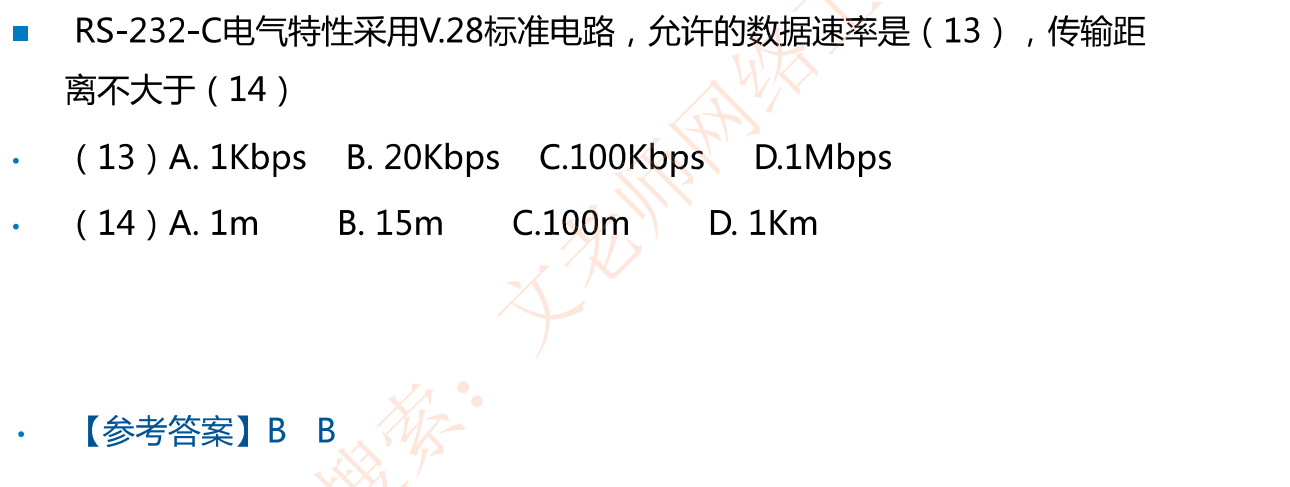 RS-232-C电气特性采用V.28标准电路，允许的数据速率是（13），传输距
离不大于（14）
（13）A. 1Kbps B. 20Kbps C.100Kbps D.1Mbps
（14）A. 1m B. 15m C.100m D. 1Km
【参考答案】B B
搜索：文老师网络工